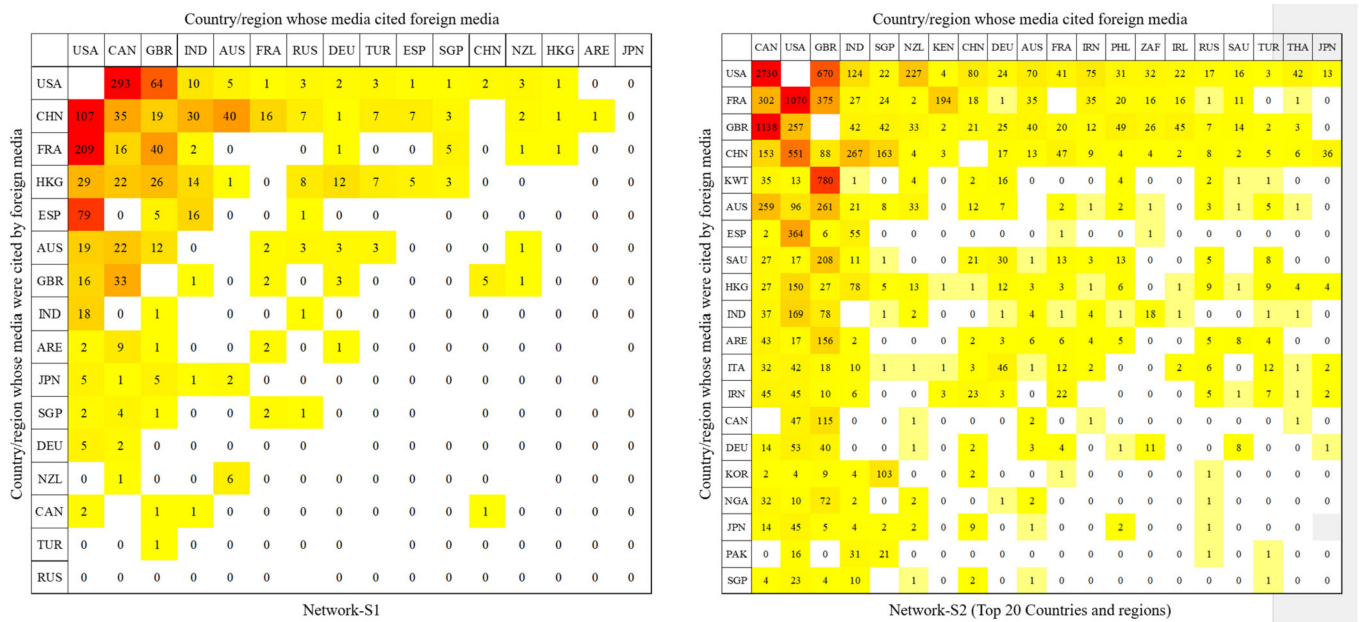 Country/region whose media cited foreign media
Country/region whose media were cited by foreign media
USA CAN GBR IND AUS FRA RUS DEU TUR ESP SGP CHN NZL HKG ARE JPN
USA 293 64 10 5 1 3 2 3 1 1 2 3 1 0 0
CHN 107 35 19 30 40 16 7 1 7 7 3 2 1 1 0
FRA 209 16 40 2 0 0 1 0 0 5 0 1 1 0 0
HKG 29 22 26 14 1 0 8 12 7 5 3 0 0 0 0
ESP 79 0 5 16 0 0 1 0 0 0 0 0 0 0 0
AUS 19 22 12 0 2 3 3 3 0 0 0 1 0 0 0
GBR 16 33 1 0 2 0 3 0 0 0 5 1 0 0 0
IND 18 0 1 0 0 1 0 0 0 0 0 0 0 0 0
ARE 2 9 1 0 0 2 0 1 0 0 0 0 0 0 0
JPN 5 1 5 1 2 0 0 0 0 0 0 0 0 0 0
SGP 2 4 1 0 0 2 1 0 0 0 0 0 0 0 0
DEU 5 2 0 0 0 0 0 0 0 0 0 0 0 0 0
NZL 0 1 0 0 6 0 0 0 0 0 0 0 0 0 0
CAN 2 1 1 0 0 0 0 0 0 0 1 0 0 0 0
TUR 0 0 1 0 0 0 0 0 0 0 0 0 0 0 0
RUS 0 0 0 0 0 0 0 0 0 0 0 0 0 0 0
Network-S1
Country/region whose media cited foreign media
Country/region whose media were cited by foreign media
CAN USA GBR IND SGP NZL KEN CHN DEU AUS FRA IRN PHL ZAF IRL RUS SAU TUR THA JPN
USA 2730 670 124 22 227 4 80 24 70 41 75 31 32 22 17 16 3 42 13
FRA 302 1070 375 27 24 2 194 18 1 35 35 20 16 16 1 11 0 1 0
GBR 1138 257 42 42 33 2 21 25 40 20 12 49 26 45 7 14 2 3 0
CHN 153 551 88 267 163 4 3 17 13 47 9 4 4 2 8 2 5 6 36
KWT 35 13 780 1 0 4 0 2 16 0 0 0 4 0 0 2 1 1 0 0
AUS 259 96 261 21 8 33 0 12 7 2 1 2 1 0 3 1 5 1 0
ESP 2 364 6 55 0 0 0 0 0 0 1 0 0 1 0 0 0 0 0 0
SAU 27 17 208 11 1 0 0 21 30 1 13 3 13 0 0 5 8 0 0
HKG 27 150 27 78 5 13 1 1 12 3 3 1 6 1 0 9 1 9 4 4
IND 37 169 78 1 2 0 0 1 4 1 4 1 18 1 0 0 1 1 0
ARE 43 17 156 2 0 0 0 2 3 6 6 4 5 0 0 5 8 4 0 0
ITA 32 42 18 10 1 1 1 3 46 1 12 2 0 0 2 6 0 12 1 2
IRN 45 45 10 6 0 0 3 23 3 0 22 0 0 0 5 1 7 1 2
CAN 47 115 0 0 1 0 0 0 2 0 1 0 0 0 0 0 0 1 0
DEU 14 53 40 0 0 1 0 2 3 4 0 1 11 0 0 8 0 0 1
KOR 2 4 9 4 103 0 0 2 0 0 1 0 0 0 0 1 0 0 0 0
NGA 32 10 72 2 0 2 0 0 1 2 0 0 0 0 0 1 0 0 0 0
JPN 14 45 5 4 2 2 0 9 0 1 0 0 2 0 0 1 0 0 0
PAK 0 16 0 31 21 0 0 0 0 0 0 0 0 0 0 1 0 1 0 0
SGP 4 23 4 10 1 0 2 0 1 0 0 0 0 0 0 0 1 0 0
Network-S2 (Top 20 Countries and regions)